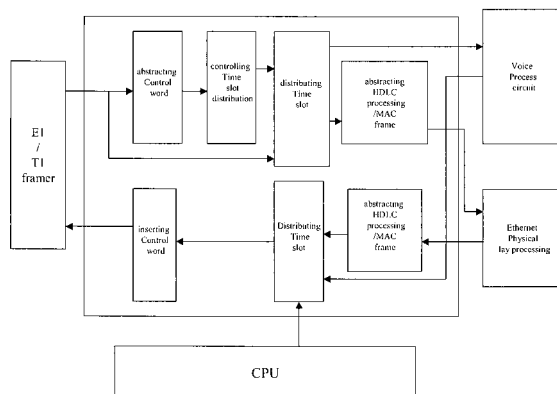 abstracting
Control
word
controlling
Time
slot
distribution
distributing
Time
slot
abstracting
HDLC
processing
/MAC
frame
Voice
Process
circuit
E1
/
T1
framer
inserting
Control
word
Distributing
Time
slot
abstracting
HDLC
processing
/MAC
frame
Ethernet
Physical
lay processing
CPU